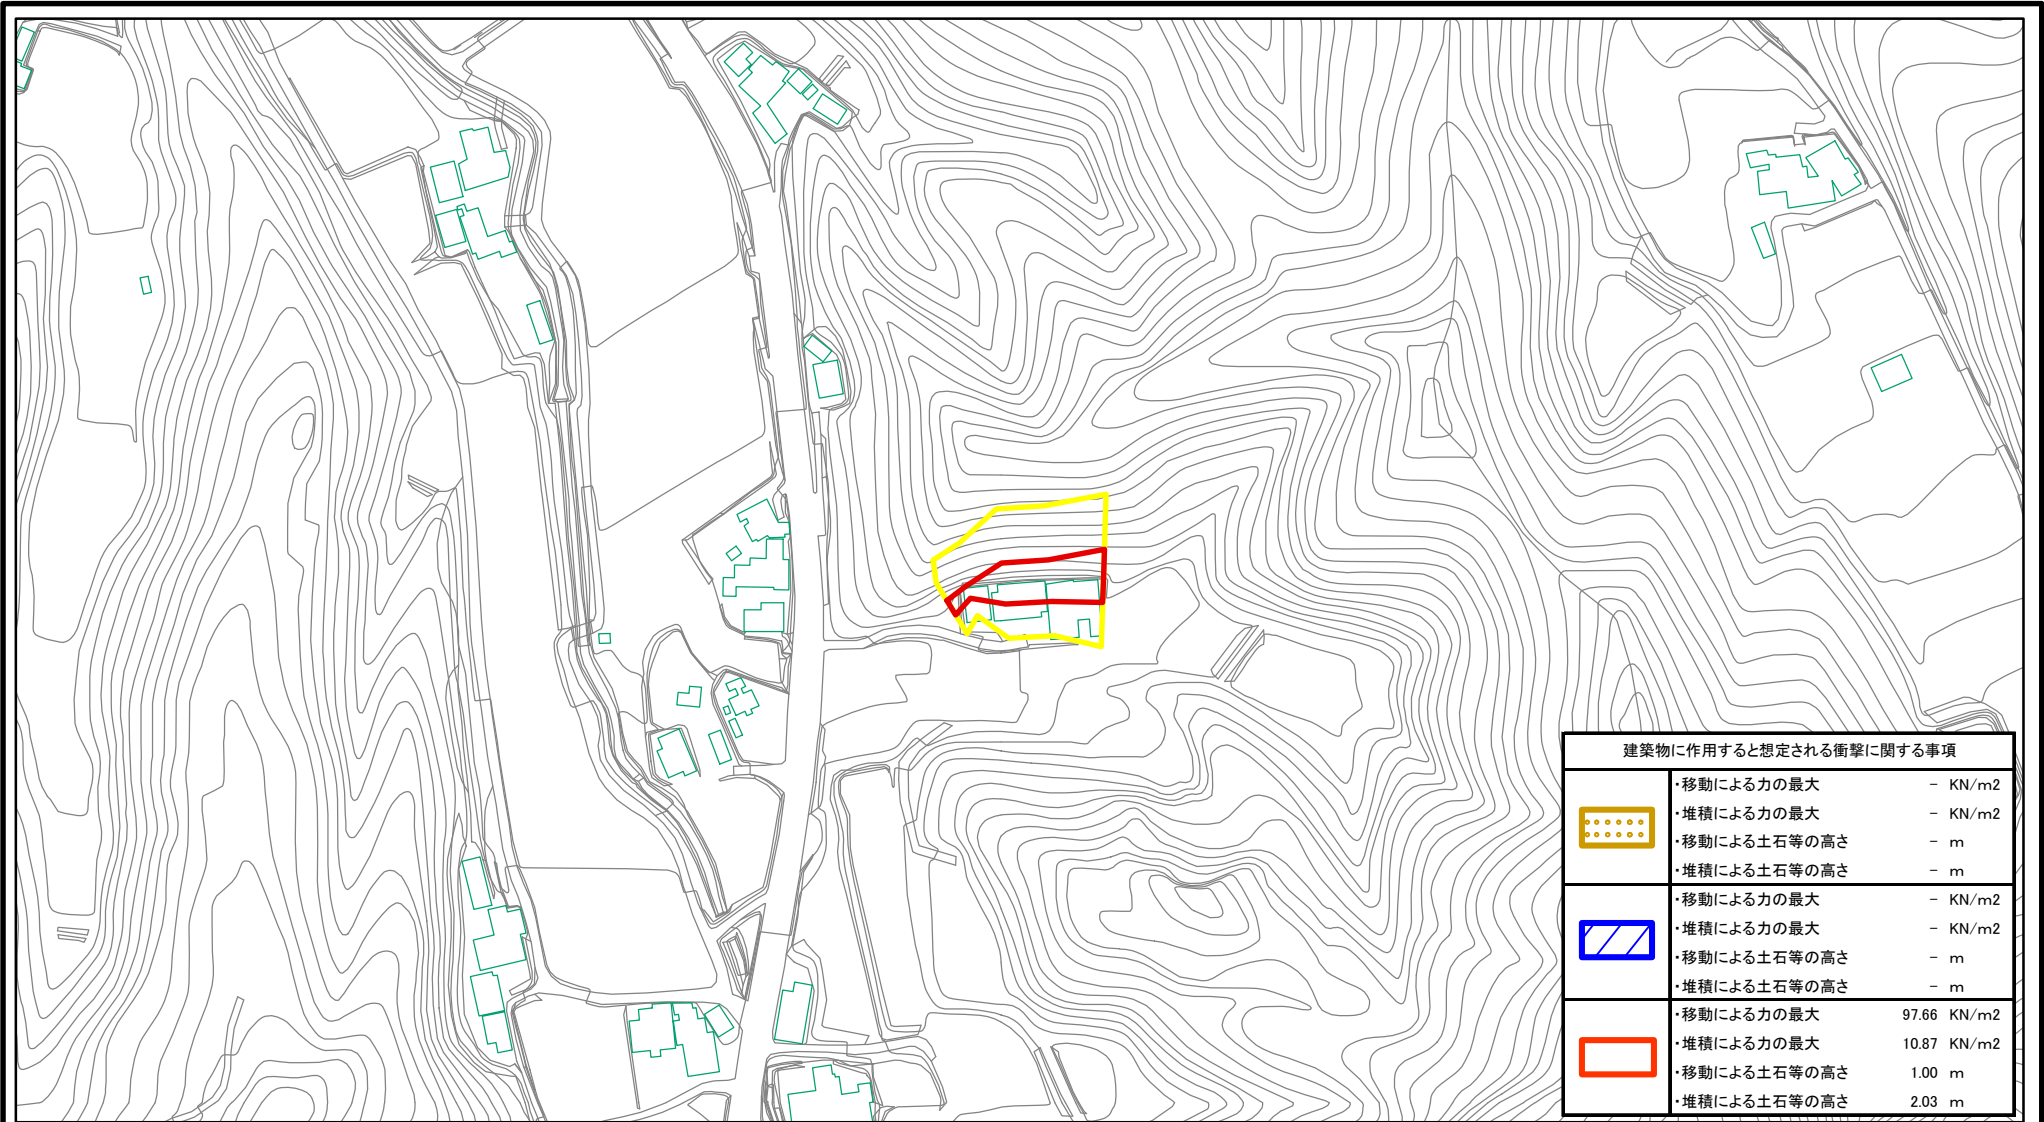 建築物に作用すると想定される衝撃に関する事項
・移動による力の最大 - KN/m2
・堆積による力の最大 - KN/m2
・移動による土石等の高さ - m
・堆積による土石等の高さ - m
・移動による力の最大 - KN/m2
・堆積による力の最大 - KN/m2
・移動による土石等の高さ - m
・堆積による土石等の高さ - m
・移動による力の最大 97.66 KN/m2
・堆積による力の最大 10.87 KN/m2
・移動による土石等の高さ 1.00 m
・堆積による土石等の高さ 2.03 m